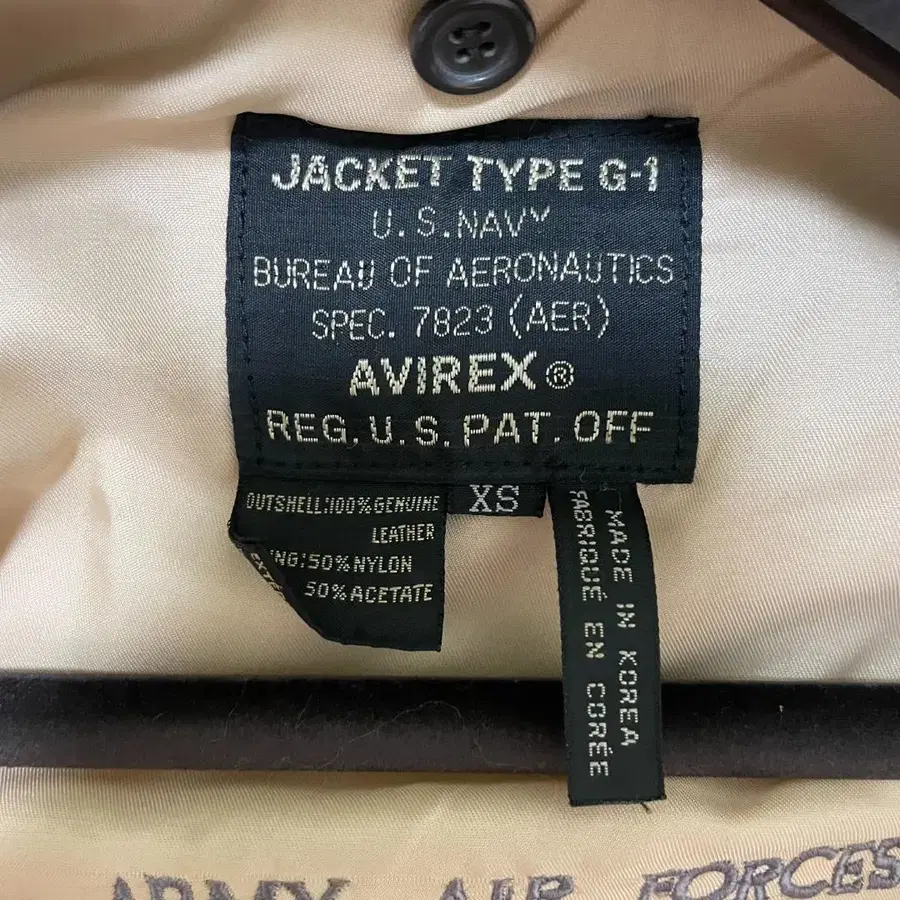 JACKET TYPE G-1
U.S.NAVY
BUREAU OF AERONAUTICS
SPEC. 7823 (AER)
AVIREX®
REG. U.S. PAT. OFF
OUTSHELL:100%GENUINE
LEATHER
NG:50%NYLON
50%ACETATE
XS
MADE IN KOREA
FABRIQUÉ EN CORÉE
ARMY AIR FORCES